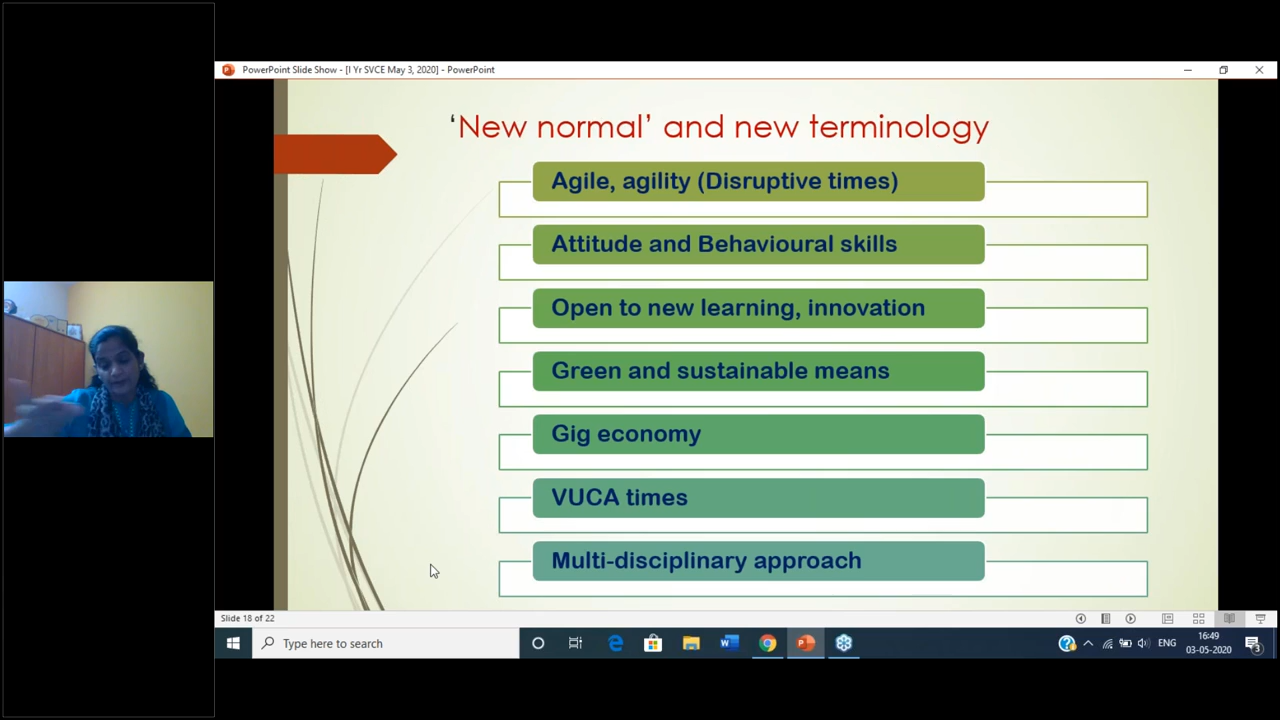 PowerPoint Slide Show - [I Yr SVCE May 3, 2020] - PowerPoint
‘New normal’ and new terminology
Agile, agility (Disruptive times)
Attitude and Behavioural skills
Open to new learning, innovation
Green and sustainable means
Gig economy
VUCA times
Multi-disciplinary approach
Slide 18 of 22
Type here to search
ENG
16:49
03-05-2020
3